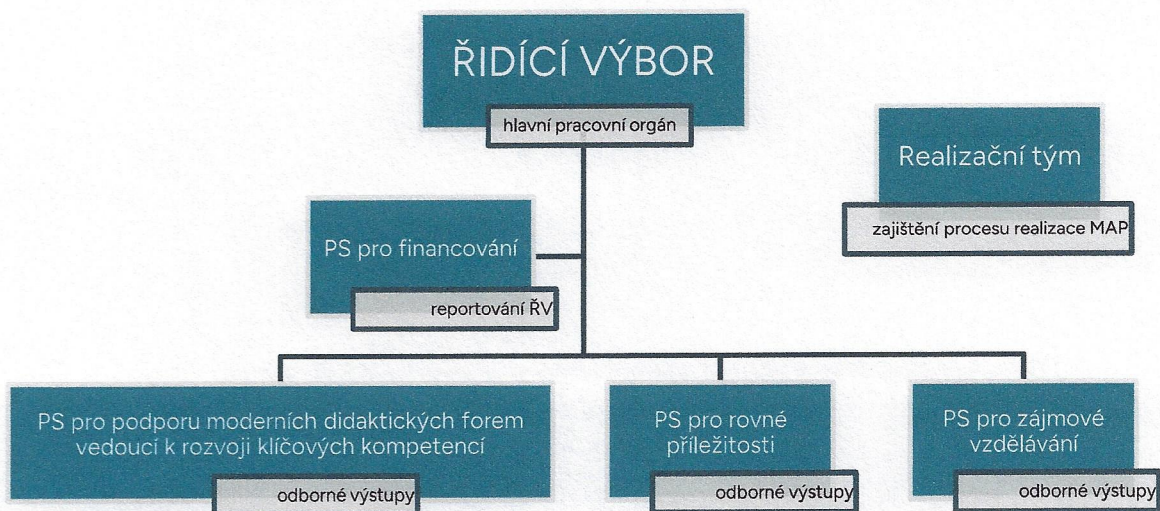 ŘIDÍCÍ VÝBOR
hlavní pracovní orgán
Realizační tým
zajištění procesu realizace MAP
PS pro financování
reportování ŘV
PS pro podporu moderních didaktických forem
vedoucí k rozvoji klíčových kompetencí
odborné výstupy
PS pro rovné
příležitosti
odborné výstupy
PS pro zájmové
vzdělávání
odborné výstupy